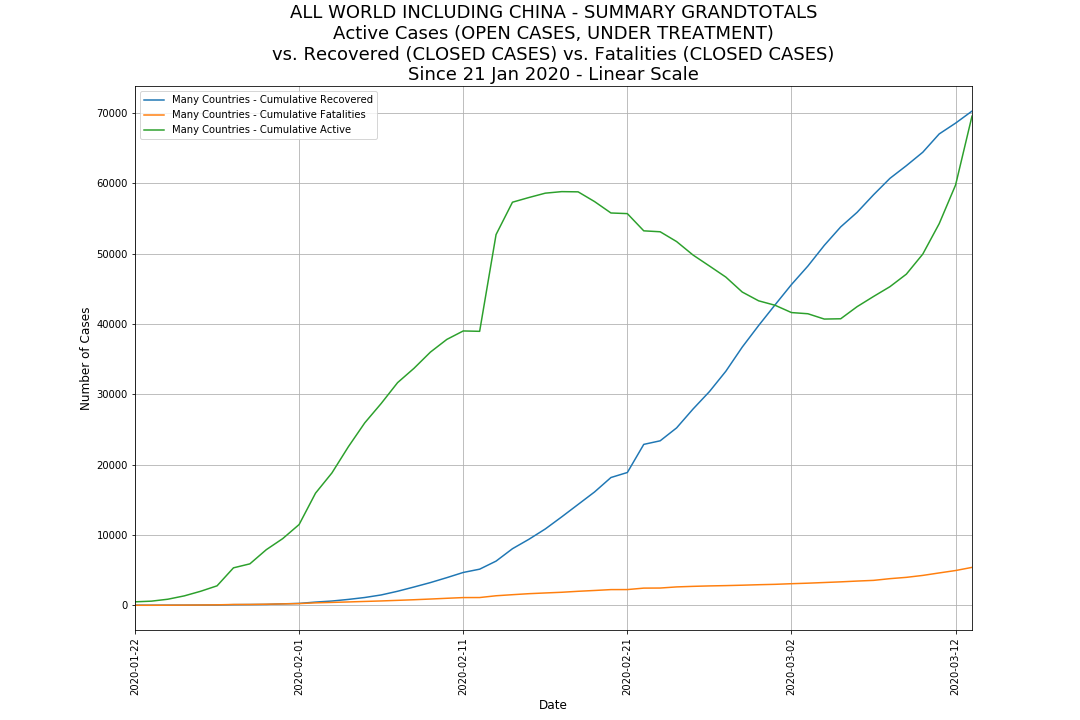 ALL WORLD INCLUDING CHINA - SUMMARY GRANDTOTALS
Active Cases (OPEN CASES, UNDER TREATMENT)
vs. Recovered (CLOSED CASES) vs. Fatalities (CLOSED CASES)
Since 21 Jan 2020 - Linear Scale
Many Countries - Cumulative Recovered
Many Countries - Cumulative Fatalities
Many Countries - Cumulative Active
Number of Cases
70000
60000
50000
40000
30000
20000
10000
0
2020-01-22
2020-02-01
2020-02-11
2020-02-21
2020-03-02
2020-03-12
Date